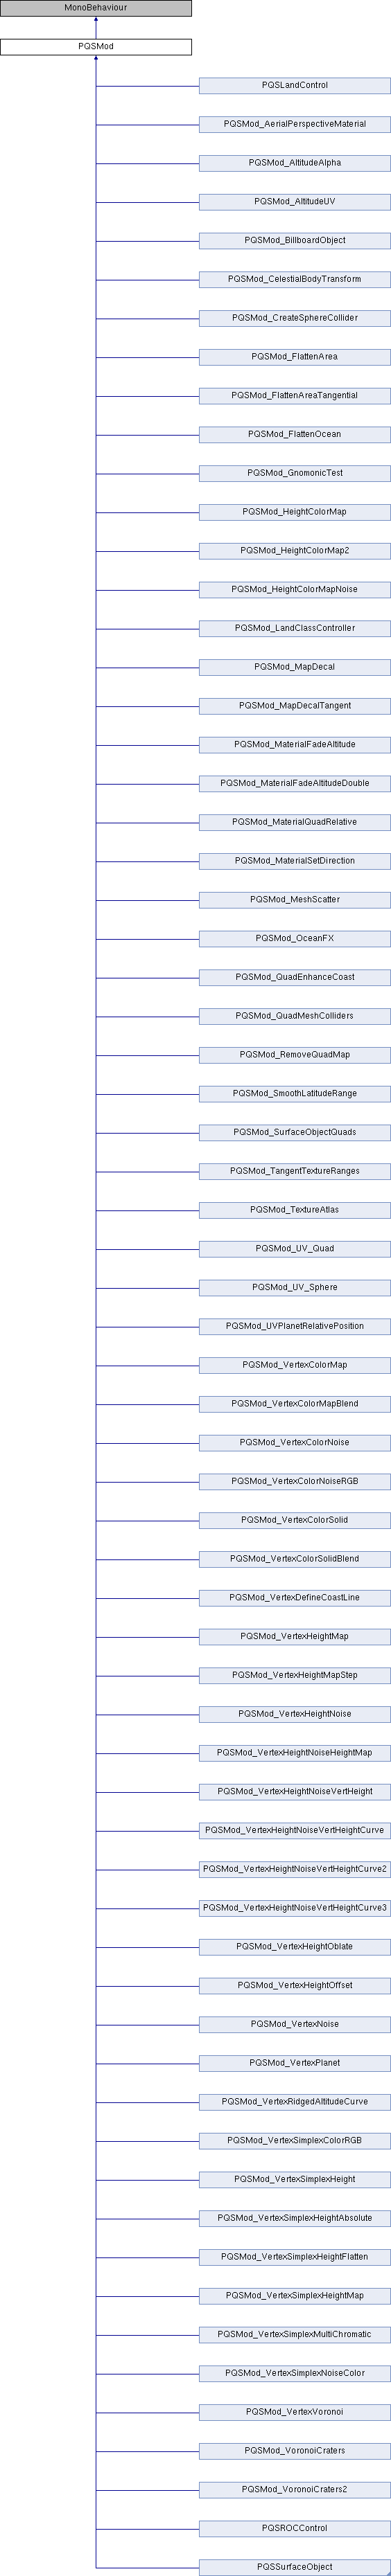 MonoBehaviour
PQSMod
PQSLandControl
PQSMod_AerialPerspectiveMaterial
PQSMod_AltitudeAlpha
PQSMod_AltitudeUV
PQSMod_BillboardObject
PQSMod_CelestialBodyTransform
PQSMod_CreateSphereCollider
PQSMod_FlattenArea
PQSMod_FlattenAreaTangential
PQSMod_FlattenOcean
PQSMod_GnomonicTest
PQSMod_HeightColorMap
PQSMod_HeightColorMap2
PQSMod_HeightColorMapNoise
PQSMod_LandClassController
PQSMod_MapDecal
PQSMod_MapDecalTangent
PQSMod_MaterialFadeAltitude
PQSMod_MaterialFadeAltitudeDouble
PQSMod_MaterialQuadRelative
PQSMod_MaterialSetDirection
PQSMod_MeshScatter
PQSMod_OceanFX
PQSMod_QuadEnhanceCoast
PQSMod_QuadMeshColliders
PQSMod_RemoveQuadMap
PQSMod_SmoothLatitudeRange
PQSMod_SurfaceObjectQuads
PQSMod_TangentTextureRanges
PQSMod_TextureAtlas
PQSMod_UV_Quad
PQSMod_UV_Sphere
PQSMod_UVPlanetRelativePosition
PQSMod_VertexColorMap
PQSMod_VertexColorMapBlend
PQSMod_VertexColorNoise
PQSMod_VertexColorNoiseRGB
PQSMod_VertexColorSolid
PQSMod_VertexColorSolidBlend
PQSMod_VertexDefineCoastLine
PQSMod_VertexHeightMap
PQSMod_VertexHeightMapStep
PQSMod_VertexHeightNoise
PQSMod_VertexHeightNoiseHeightMap
PQSMod_VertexHeightNoiseVertHeight
PQSMod_VertexHeightNoiseVertHeightCurve
PQSMod_VertexHeightNoiseVertHeightCurve2
PQSMod_VertexHeightNoiseVertHeightCurve3
PQSMod_VertexHeightOblate
PQSMod_VertexHeightOffset
PQSMod_VertexNoise
PQSMod_VertexPlanet
PQSMod_VertexRidgedAltitudeCurve
PQSMod_VertexSimplexColorRGB
PQSMod_VertexSimplexHeight
PQSMod_VertexSimplexHeightAbsolute
PQSMod_VertexSimplexHeightFlatten
PQSMod_VertexSimplexHeightMap
PQSMod_VertexSimplexMultiChromatic
PQSMod_VertexSimplexNoiseColor
PQSMod_VertexVoronoi
PQSMod_VoronoiCraters
PQSMod_VoronoiCraters2
PQSROCControl
PQSSurfaceObject